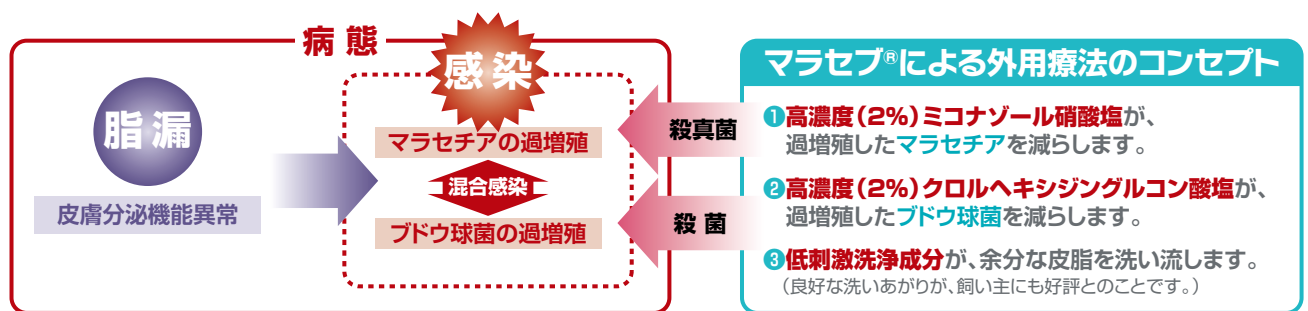 病態
脂漏
皮膚分泌機能異常
感染
マラセチアの過増殖
混合感染
ブドウ球菌の過増殖
殺真菌
殺菌
マラセブ®による外用療法のコンセプト
❶高濃度(2%)ミコナゾール硝酸塩が、
過増殖したマラセチアを減らします。
❷高濃度(2%)クロルヘキシジングルコン酸塩が、
過増殖したブドウ球菌を減らします。
❸低刺激洗浄成分が、余分な皮脂を洗い流します。
(良好な洗いあがりが、飼い主にも好評とのことです。)